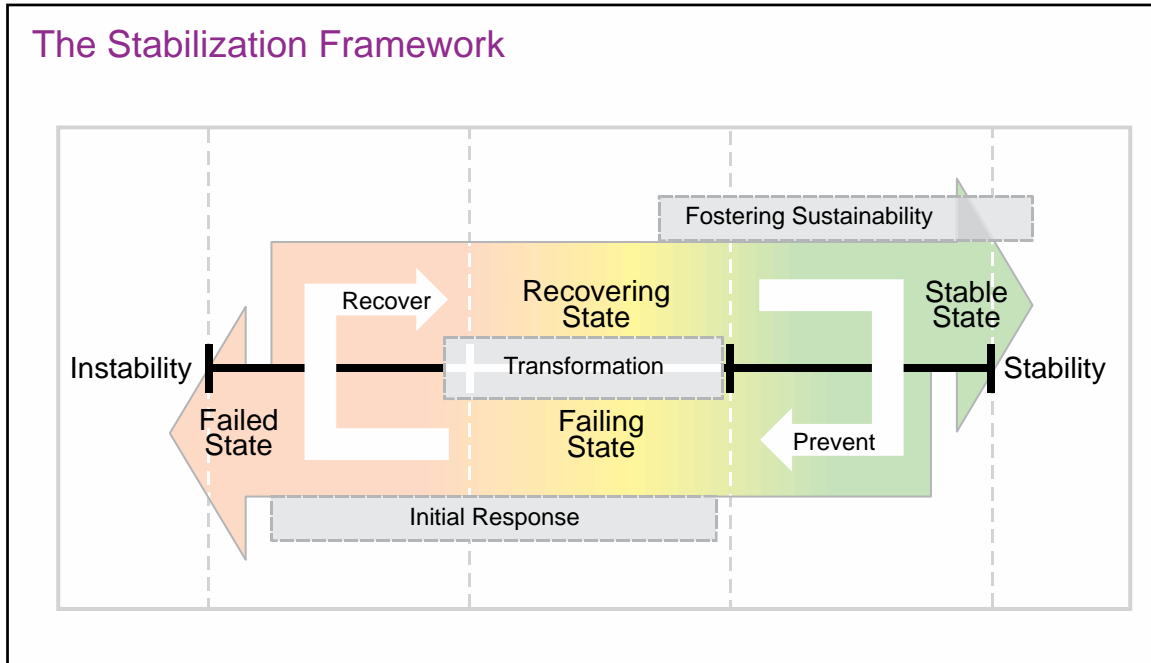 The Stabilization Framework
Fostering Sustainability
Recover
Recovering
State
Stable
State
Instability
Transformation
Stability
Failed
State
Failing
State
Prevent
Initial Response